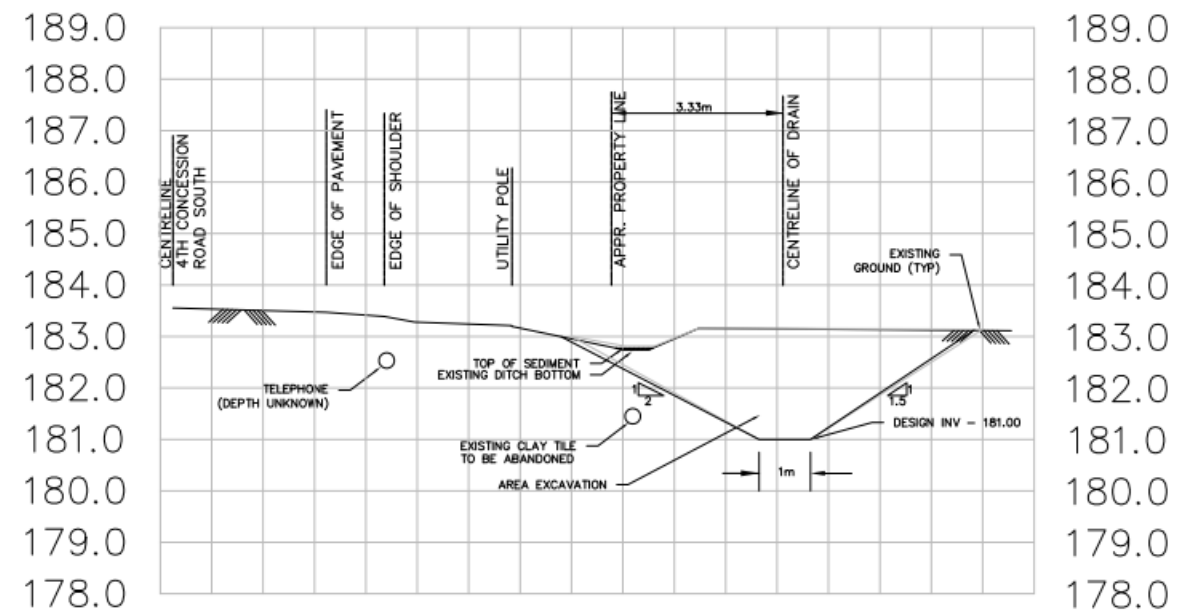 189.0
188.0
187.0
186.0
185.0
184.0
183.0
182.0
181.0
180.0
179.0
178.0
CENTRELINE
4TH CONCESSION
ROAD SOUTH
EDGE OF PAVEMENT
EDGE OF SHOULDER
UTILITY POLE
APPR. PROPERTY LINE
3.33m
CENTRELINE OF DRAIN
EXISTING
GROUND (TYP)
TOP OF SEDIMENT
EXISTING DITCH BOTTOM
TELEPHONE
(DEPTH UNKNOWN)
1
2
1
1.5
DESIGN INV - 181.00
EXISTING CLAY TILE
TO BE ABANDONED
AREA EXCAVATION
1m
189.0
188.0
187.0
186.0
185.0
184.0
183.0
182.0
181.0
180.0
179.0
178.0